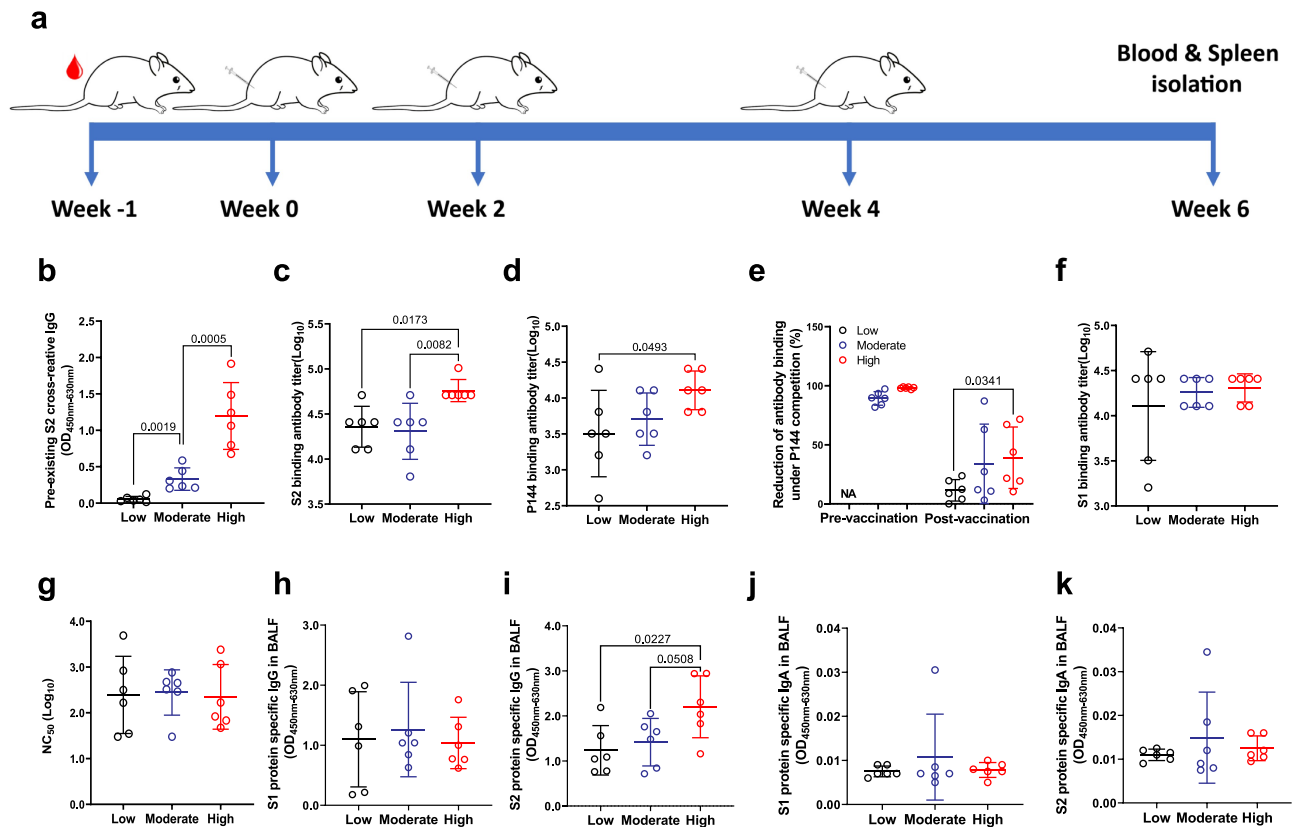 a
Blood & Spleen
isolation
Week -1
Week 0
Week 2
Week 4
Week 6
b
Pre-existing S2 cross-reative IgG
(OD450nm-630nm)
2.5
2.0
1.5
1.0
0.5
0.0
0.0019
0.0005
Low Moderate High
c
S2 binding antibody titer(Log10)
5.5
5.0
4.4
4.0
3.5
0.0173
0.0082
Low Moderate High
d
P144 binding antibody titer(Log10)
5.0
4.5
4.0
3.5
3.0
2.5
0.0493
Low Moderate High
e
Reduction of antibody binding
under P144 competition (%)
150
100
50
0
NA
0.0341
Low
Moderate
High
Pre-vaccination Post-vaccination
f
S1 binding antibody titer(Log10)
5.0
4.5
4.0
3.5
3.0
Low Moderate High
g
NC50 (Log10)
4.0
3.0
2.0
1.0
0.0
Low Moderate High
h
S1 protein specific IgG in BALF
(OD450nm-630nm)
3.0
2.0
1.0
0.0
Low Moderate High
i
S2 protein specific IgG in BALF
(OD450nm-630nm)
4.0
3.0
2.0
1.0
0.0
0.0227
0.0508
Low Moderate High
j
S1 protein specific IgA in BALF
(OD450nm-630nm)
0.04
0.03
0.02
0.01
0.00
Low Moderate High
k
S2 protein specific IgA in BALF
(OD450nm-630nm)
0.04
0.03
0.02
0.01
0.00
Low Moderate High